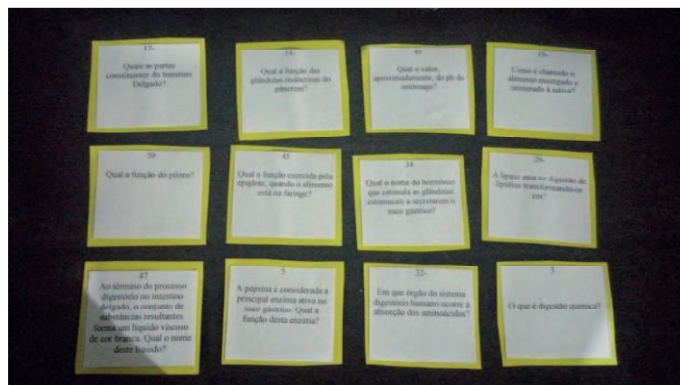 Quais as partes
constituintes do Intestino
Delgado?
14-
Qual a função das
glândulas endócrinas do
pâncreas?
Qual o valor,
aproximadamente, do ph do
estômago?
Como é chamado o
alimento mastigado e
misturado à saliva?
Qual a função do piloro?
Qual a função exercida pela
epiglote, quando o alimento
está na faringe?
Qual o nome do hormônio
que estimula as glândulas
estomacais a secretarem o
suco gástrico?
A lipase atua na digestão de
lipídios transformando-os
em?
47
Ao término do processo
digestório no intestino
delgado, o conjunto de
substâncias resultantes
forma um líquido viscoso
de cor branca. Qual o nome
deste líquido?
5
A pepsina é considerada a
principal enzima ativa no
suco gástrico. Qual a
função desta enzima?
32-
Em que órgão do sistema
digestório humano ocorre a
absorção dos aminoácidos?
3
O que é digestão química?